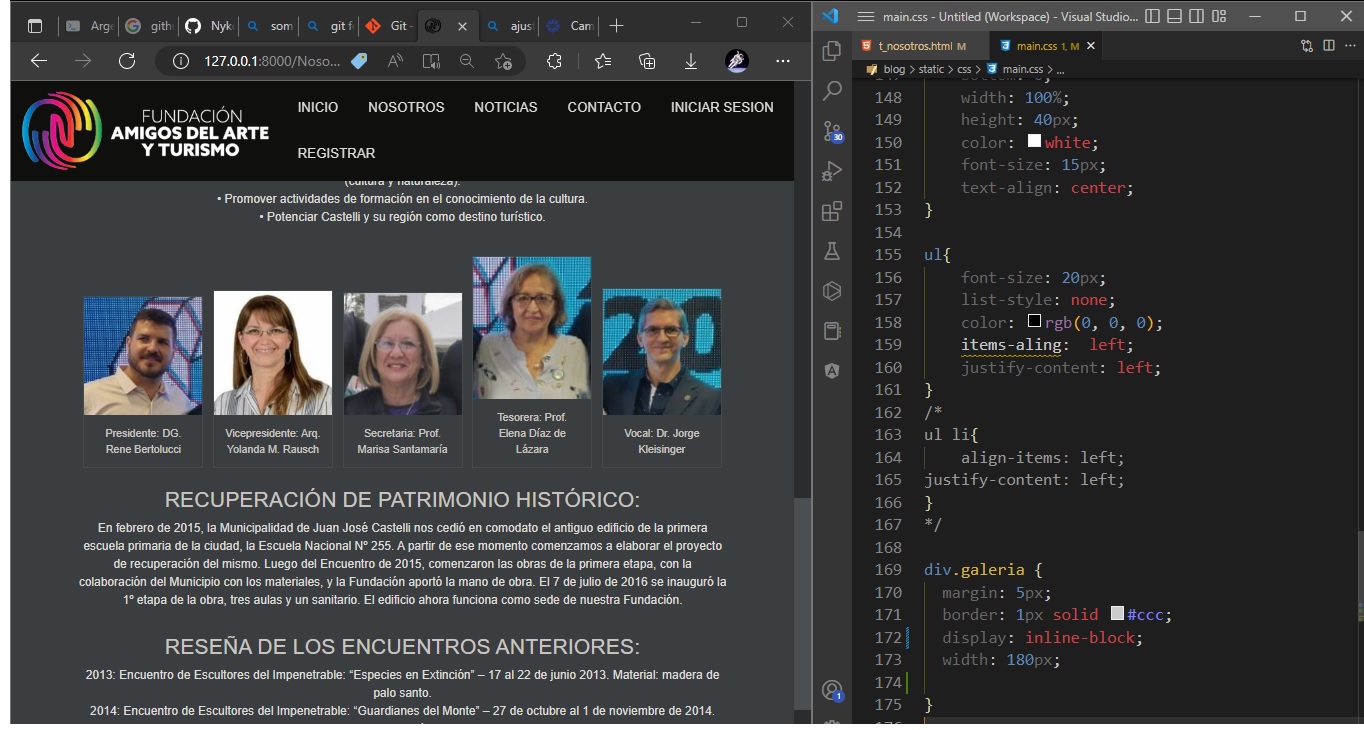 Arge
gith
Nyk
som
git f
Git -
ajus
Cam
127.0.0.1:8000/Noso...
FUNDACIÓN
AMIGOS DEL ARTE
Y TURISMO
INICIO NOSOTROS NOTICIAS CONTACTO INICIAR SESION
REGISTRAR
(cultura y naturaleza).
• Promover actividades de formación en el conocimiento de la cultura.
• Potenciar Castelli y su región como destino turístico.
20
Presidente: DG.
Rene Bertolucci
Vicepresidente: Arq.
Yolanda M. Rausch
Secretaria: Prof.
Marisa Santamaría
Tesorera: Prof.
Elena Díaz de
Lázara
Vocal: Dr. Jorge
Kleisinger
RECUPERACIÓN DE PATRIMONIO HISTÓRICO:
En febrero de 2015, la Municipalidad de Juan José Castelli nos cedió en comodato el antiguo edificio de la primera
escuela primaria de la ciudad, la Escuela Nacional Nº 255. A partir de ese momento comenzamos a elaborar el proyecto
de recuperación del mismo. Luego del Encuentro de 2015, comenzaron las obras de la primera etapa, con la
colaboración del Municipio con los materiales, y la Fundación aportó la mano de obra. El 7 de julio de 2016 se inauguró la
1º etapa de la obra, tres aulas y un sanitario. El edificio ahora funciona como sede de nuestra Fundación.
RESEÑA DE LOS ENCUENTROS ANTERIORES:
2013: Encuentro de Escultores del Impenetrable: “Especies en Extinción” – 17 al 22 de junio 2013. Material: madera de
palo santo.
2014: Encuentro de Escultores del Impenetrable: “Guardianes del Monte” – 27 de octubre al 1 de noviembre de 2014.
main.css - Untitled (Workspace) - Visual Studio...
t_nosotros.html M
main.css 1, M
blog > static > css > main.css > ...
30
1
148 width: 100%;
149 height: 40px;
150 color: white;
151 font-size: 15px;
152 text-align: center;
153 }
154
155 ul{
156 font-size: 20px;
157 list-style: none;
158 color: rgb(0, 0, 0);
159 items-aling:  left;
160 justify-content: left;
161 }
162 /*
163 ul li{
164 align-items: left;
165 justify-content: left;
166 }
167 */
168
169 div.galeria {
170 margin: 5px;
171 border: 1px solid #ccc;
172 display: inline-block;
173 width: 180px;
174
175 }